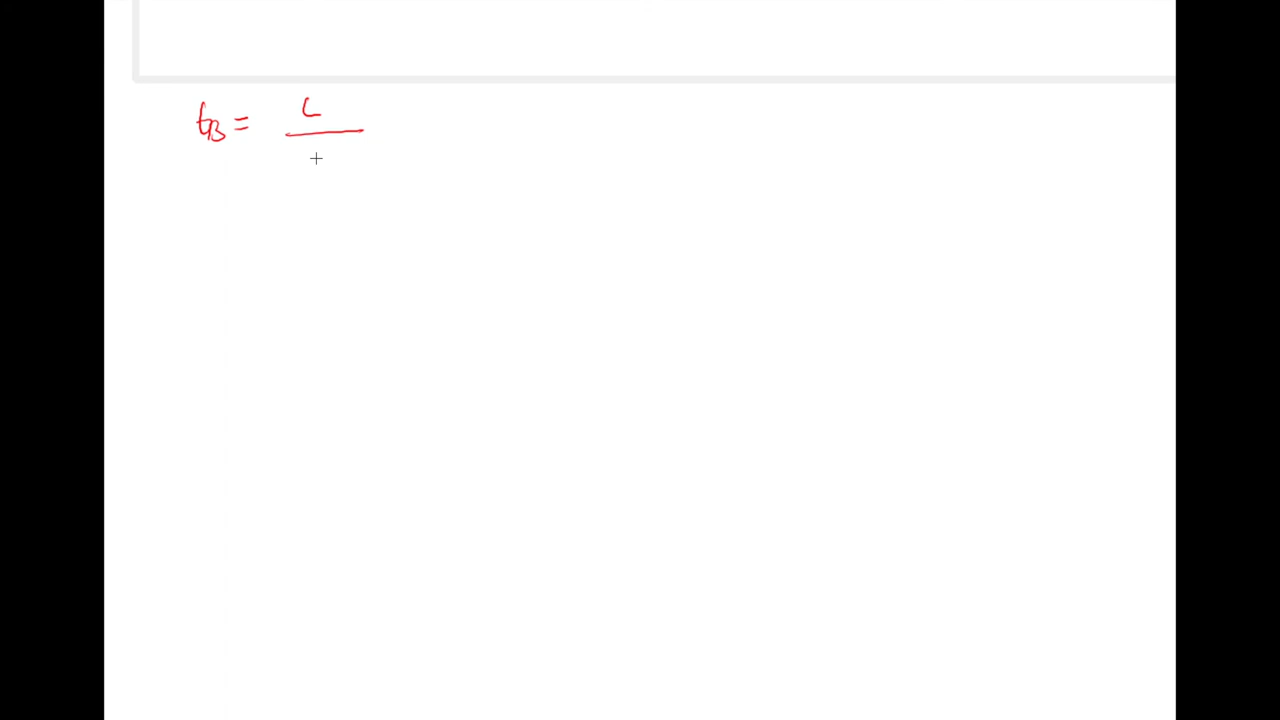 t_B = L /